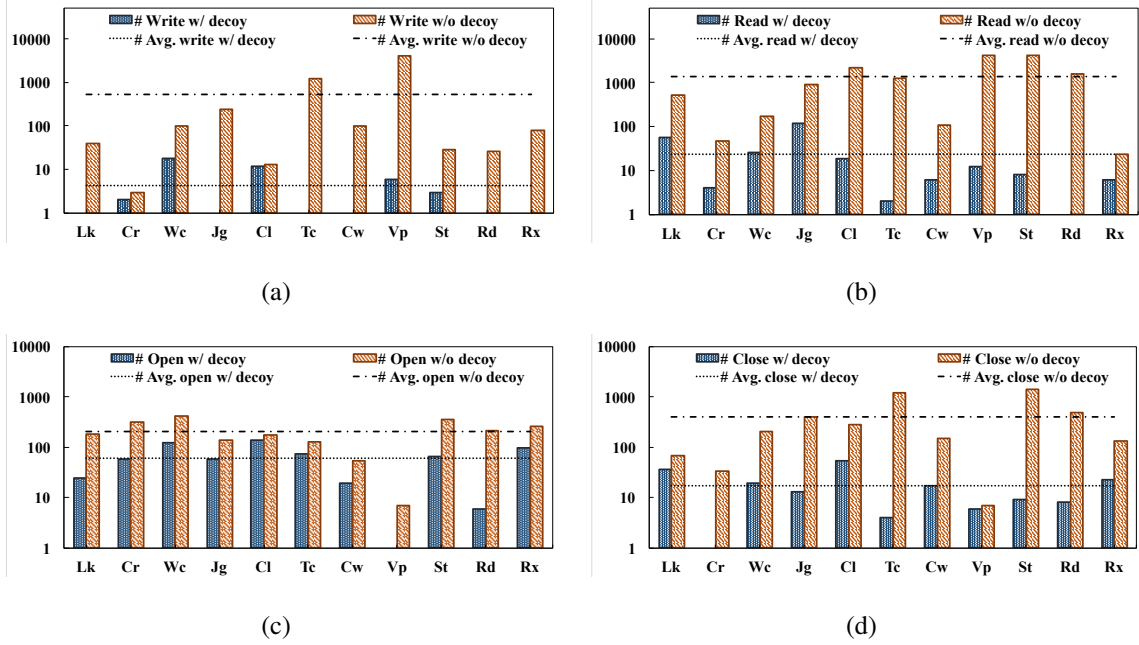 # Write w/ decoy # Write w/o decoy
# Avg. write w/ decoy # Avg. write w/o decoy
10000
1000
100
10
1
Lk Cr Wc Jg Cl Tc Cw Vp St Rd Rx
(a)
# Read w/ decoy # Read w/o decoy
# Avg. read w/ decoy # Avg. read w/o decoy
10000
1000
100
10
1
Lk Cr Wc Jg Cl Tc Cw Vp St Rd Rx
(b)
# Open w/ decoy # Open w/o decoy
# Avg. open w/ decoy # Avg. open w/o decoy
10000
1000
100
10
1
Lk Cr Wc Jg Cl Tc Cw Vp St Rd Rx
(c)
# Close w/ decoy # Close w/o decoy
# Avg. close w/ decoy # Avg. close w/o decoy
10000
1000
100
10
1
Lk Cr Wc Jg Cl Tc Cw Vp St Rd Rx
(d)